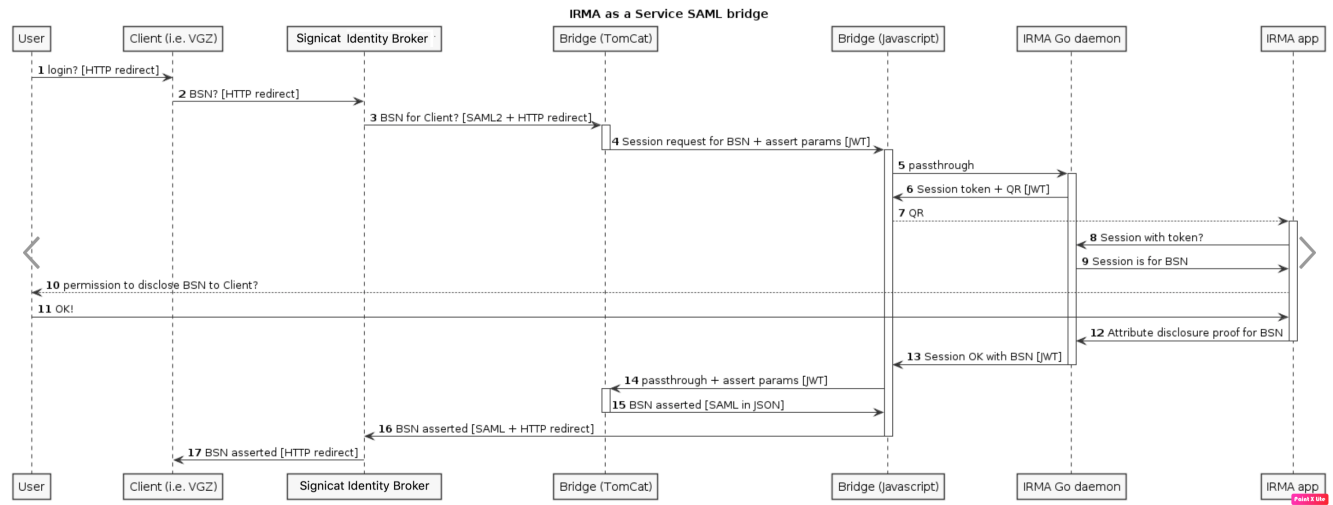 IRMA as a Service SAML bridge
User
Client (i.e. VGZ)
Signicat Identity Broker
Bridge (TomCat)
Bridge (Javascript)
IRMA Go daemon
IRMA app
1 login? [HTTP redirect]
2 BSN? [HTTP redirect]
3 BSN for Client? [SAML2 + HTTP redirect]
4 Session request for BSN + assert params [JWT]
5 passthrough
6 Session token + QR [JWT]
7 QR
8 Session with token?
9 Session is for BSN
10 permission to disclose BSN to Client?
11 OK!
12 Attribute disclosure proof for BSN
13 Session OK with BSN [JWT]
14 passthrough + assert params [JWT]
15 BSN asserted [SAML in JSON]
16 BSN asserted [SAML + HTTP redirect]
17 BSN asserted [HTTP redirect]
User
Client (i.e. VGZ)
Signicat Identity Broker
Bridge (TomCat)
Bridge (Javascript)
IRMA Go daemon
IRMA app
Paint X lite